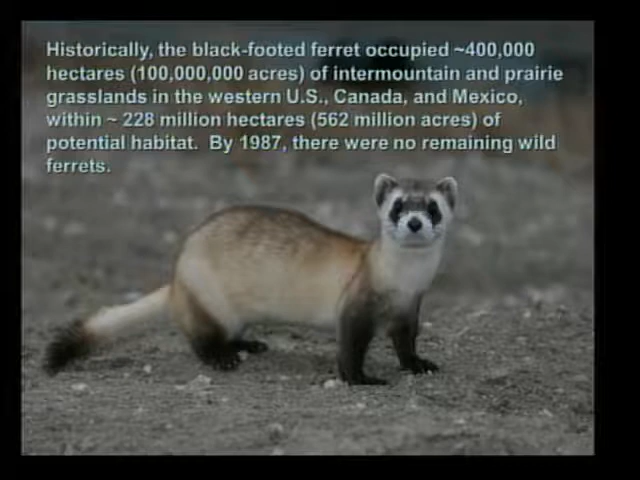 Historically, the black-footed ferret occupied ~400,000
hectares (100,000,000 acres) of intermountain and prairie
grasslands in the western U.S., Canada, and Mexico,
within ~ 228 million hectares (562 million acres) of
potential habitat. By 1987, there were no remaining wild
ferrets.